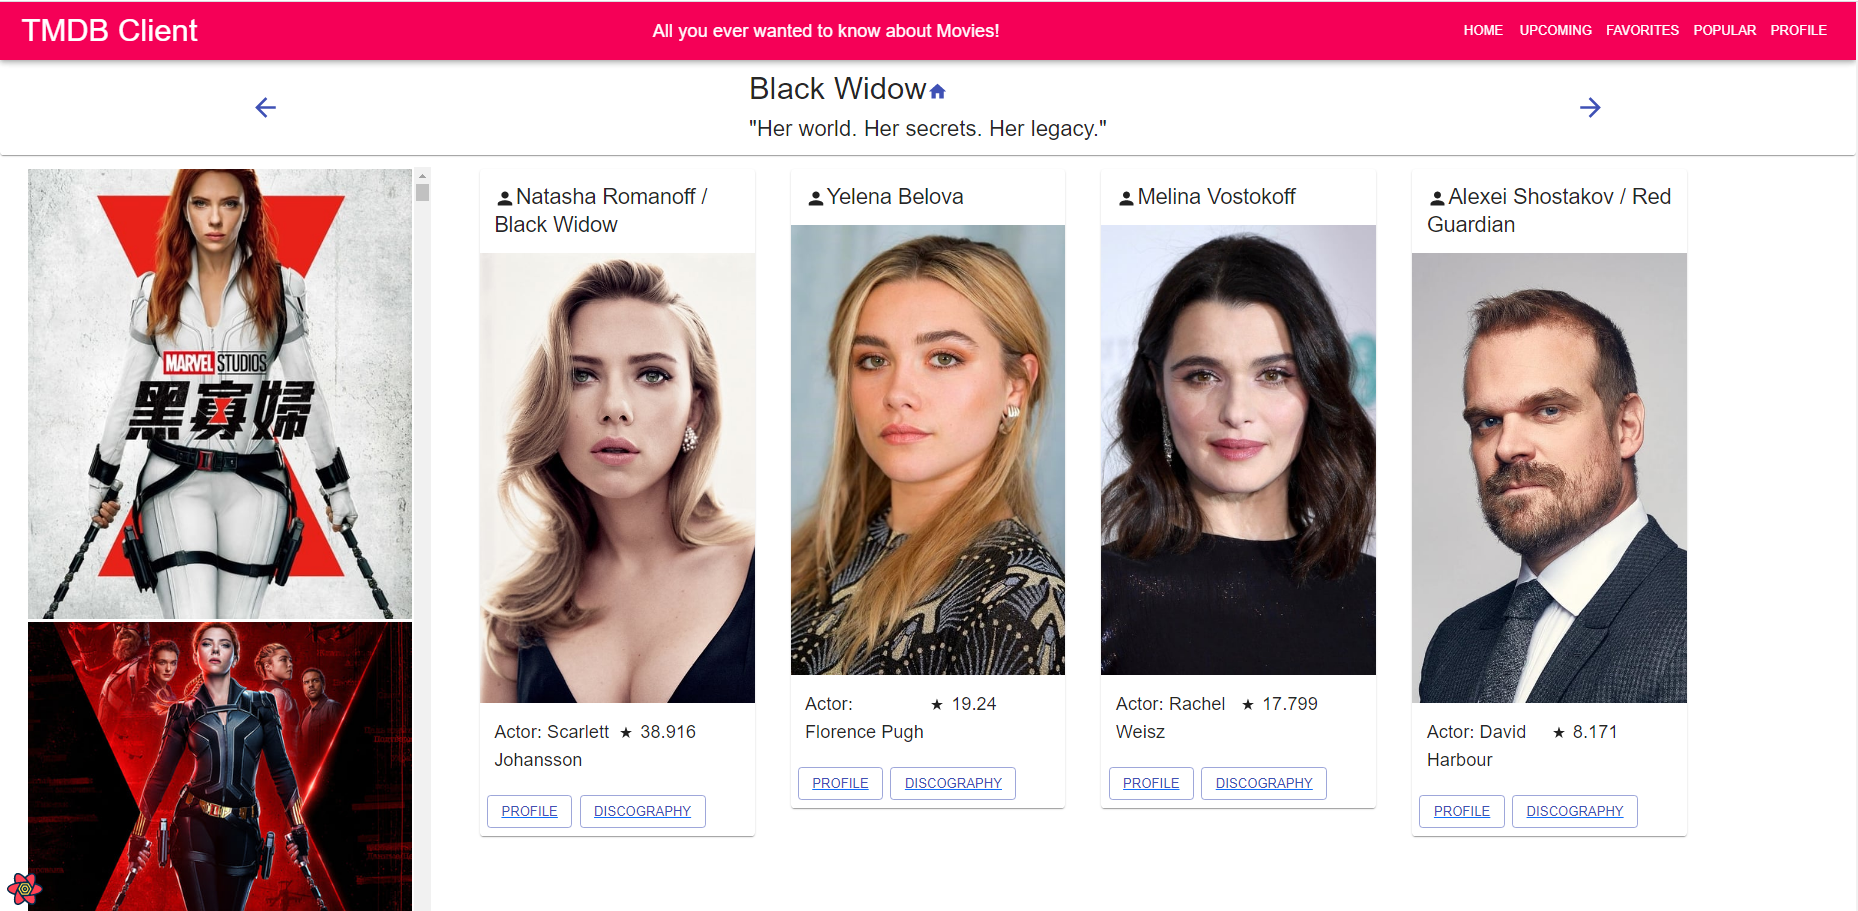 TMDB Client
All you ever wanted to know about Movies!
HOME UPCOMING FAVORITES POPULAR PROFILE
Black Widow
"Her world. Her secrets. Her legacy."
MARVEL STUDIOS
黑寡婦
Natasha Romanoff /
Black Widow
Actor: Scarlett
Johansson
★ 38.916
PROFILE DISCOGRAPHY
Yelena Belova
Actor:
Florence Pugh
★ 19.24
PROFILE DISCOGRAPHY
Melina Vostokoff
Actor: Rachel
Weisz
★ 17.799
PROFILE DISCOGRAPHY
Alexei Shostakov / Red
Guardian
Actor: David
Harbour
★ 8.171
PROFILE DISCOGRAPHY